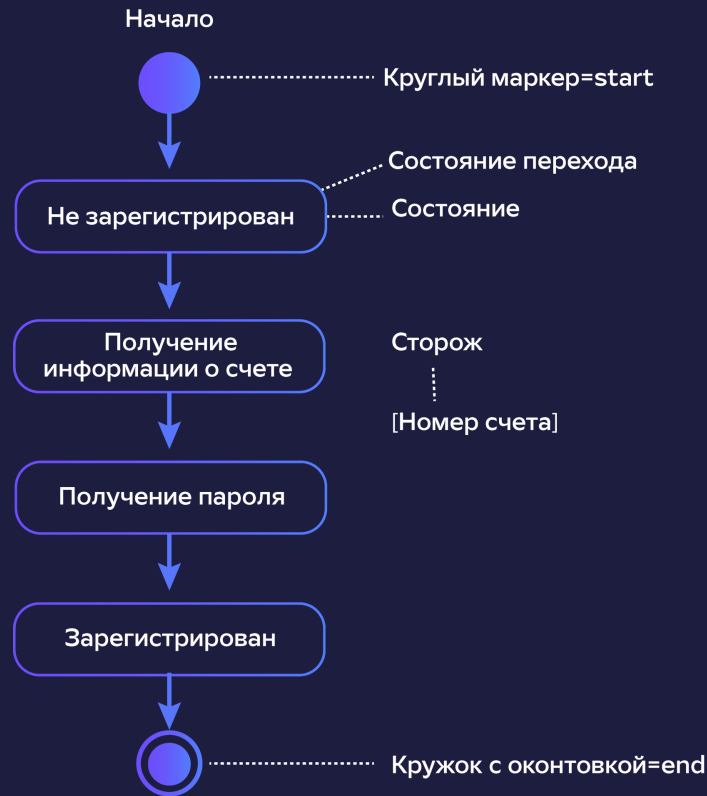 Начало
Круглый маркер=start
Состояние перехода
Не зарегистрирован
Состояние
Получение
информации о счете
Сторож
[Номер счета]
Получение пароля
Зарегистрирован
Кружок с оконтовкой=end